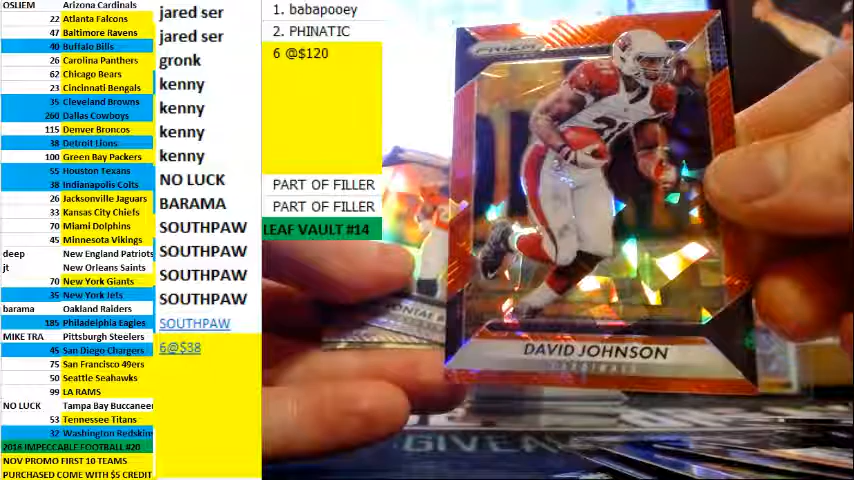 OSLIEM Arizona Cardinals
22 Atlanta Falcons
47 Baltimore Ravens
40 Buffalo Bills
26 Carolina Panthers
62 Chicago Bears
23 Cincinnati Bengals
35 Cleveland Browns
260 Dallas Cowboys
115 Denver Broncos
38 Detroit Lions
100 Green Bay Packers
55 Houston Texans
38 Indianapolis Colts
26 Jacksonville Jaguars
33 Kansas City Chiefs
70 Miami Dolphins
45 Minnesota Vikings
deep New England Patriots
jt New Orleans Saints
70 New York Giants
35 New York Jets
barama Oakland Raiders
185 Philadelphia Eagles
MIKE TRA Pittsburgh Steelers
45 San Diego Chargers
75 San Francisco 49ers
50 Seattle Seahawks
99 LA RAMS
NO LUCK Tampa Bay Buccaneer
53 Tennessee Titans
32 Washington Redskin
2016 IMPECCABLE FOOTBALL #20
NOV PROMO FIRST 10 TEAMS
PURCHASED COME WITH $5 CREDIT
jared ser
jared ser
gronk
kenny
kenny
kenny
kenny
NO LUCK
BARAMA
SOUTHPAW
SOUTHPAW
SOUTHPAW
SOUTHPAW
SOUTHPAW
6@$38
1. babapooey
2. PHINATIC
6 @$120
PART OF FILLER
PART OF FILLER
LEAF VAULT #14
PRIZM
21
DAVID JOHNSON
CARDINALS